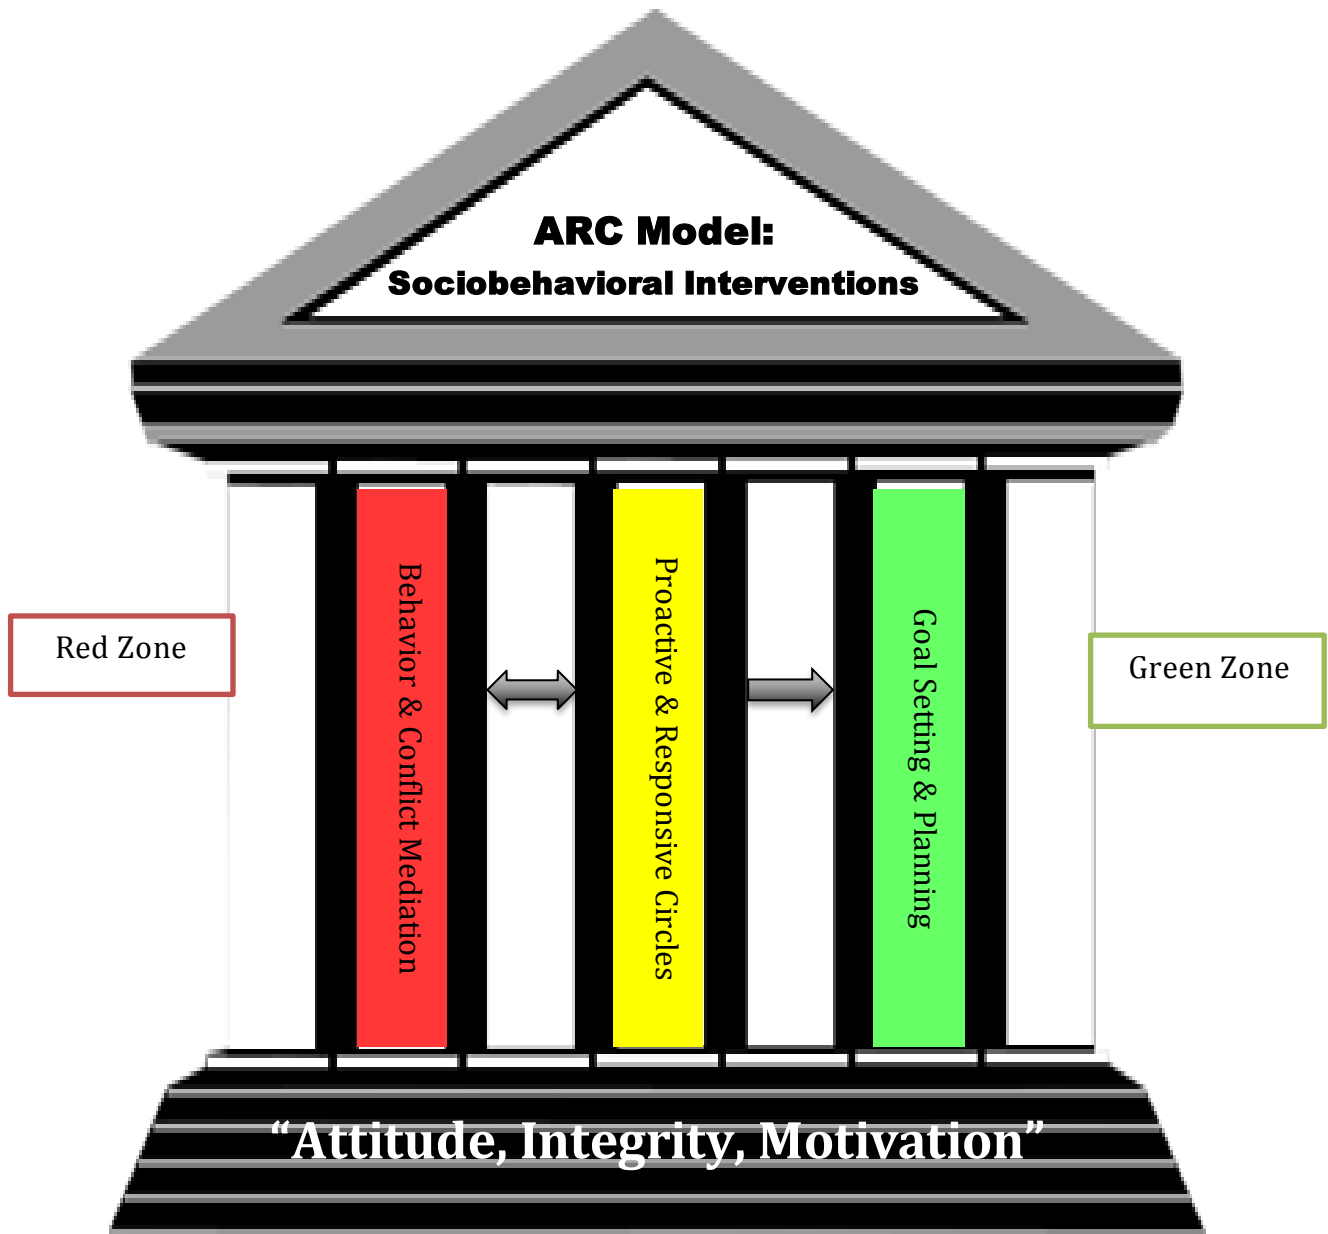 ARC Model:
Sociobehavioral Interventions
Red Zone
Behavior & Conflict Mediation
Proactive & Responsive Circles
Goal Setting & Planning
Green Zone
“Attitude, Integrity, Motivation”